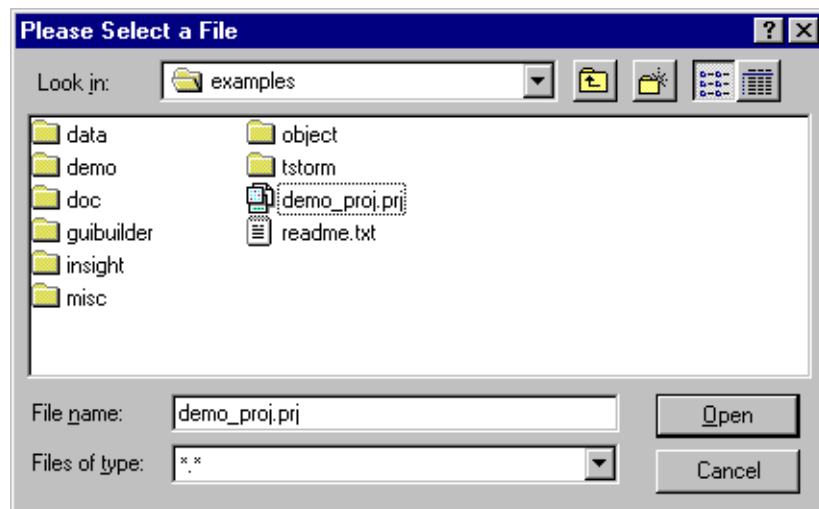 Please Select a File
Look in: examples
data
demo
doc
guibuilder
insight
misc
object
tstorm
demo_proj.prj
readme.txt
File name: demo_proj.prj
Open
Files of type: *.*
Cancel